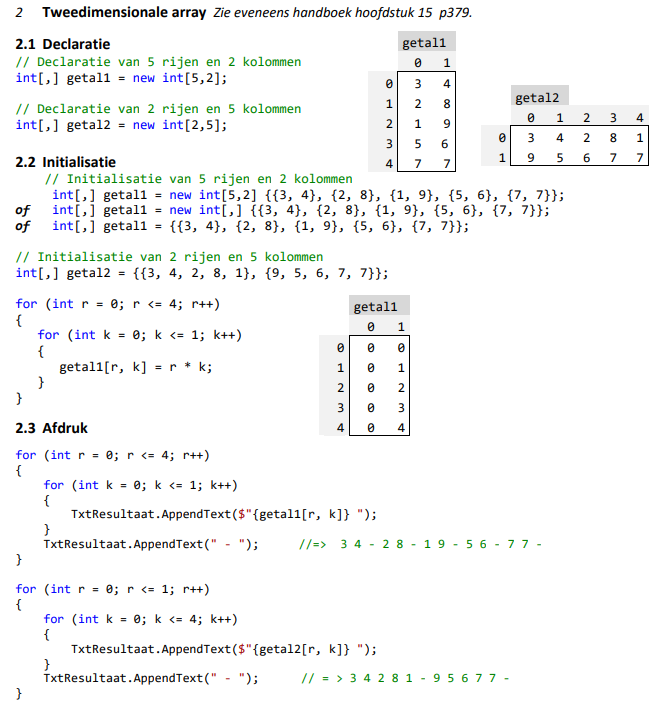 2 Tweedimensionale array Zie eveneens handboek hoofdstuk 15 p379.
2.1 Declaratie
// Declaratie van 5 rijen en 2 kolommen
int[,] getal1 = new int[5,2];
// Declaratie van 2 rijen en 5 kolommen
int[,] getal2 = new int[2,5];
getal1
0 1
0 3 4
1 2 8
2 1 9
3 5 6
4 7 7
getal2
0 1 2 3 4
0 3 4 2 8 1
1 9 5 6 7 7
2.2 Initialisatie
// Initialisatie van 5 rijen en 2 kolommen
int[,] getal1 = new int[5,2] {{3, 4}, {2, 8}, {1, 9}, {5, 6}, {7, 7}};
of int[,] getal1 = new int[,] {{3, 4}, {2, 8}, {1, 9}, {5, 6}, {7, 7}};
of int[,] getal1 = {{3, 4}, {2, 8}, {1, 9}, {5, 6}, {7, 7}};
// Initialisatie van 2 rijen en 5 kolommen
int[,] getal2 = {{3, 4, 2, 8, 1}, {9, 5, 6, 7, 7}};
for (int r = 0; r <= 4; r++)
{
for (int k = 0; k <= 1; k++)
{
getal1[r, k] = r * k;
}
}
getal1
0 1
0 0 0
1 0 1
2 0 2
3 0 3
4 0 4
2.3 Afdruk
for (int r = 0; r <= 4; r++)
{
for (int k = 0; k <= 1; k++)
{
TxtResultaat.AppendText($"{getal1[r, k]} ");
}
TxtResultaat.AppendText(" - "); //=> 3 4 - 2 8 - 1 9 - 5 6 - 7 7 -
}
for (int r = 0; r <= 1; r++)
{
for (int k = 0; k <= 4; k++)
{
TxtResultaat.AppendText($"{getal2[r, k]} ");
}
TxtResultaat.AppendText(" - "); // = > 3 4 2 8 1 - 9 5 6 7 7 -
}